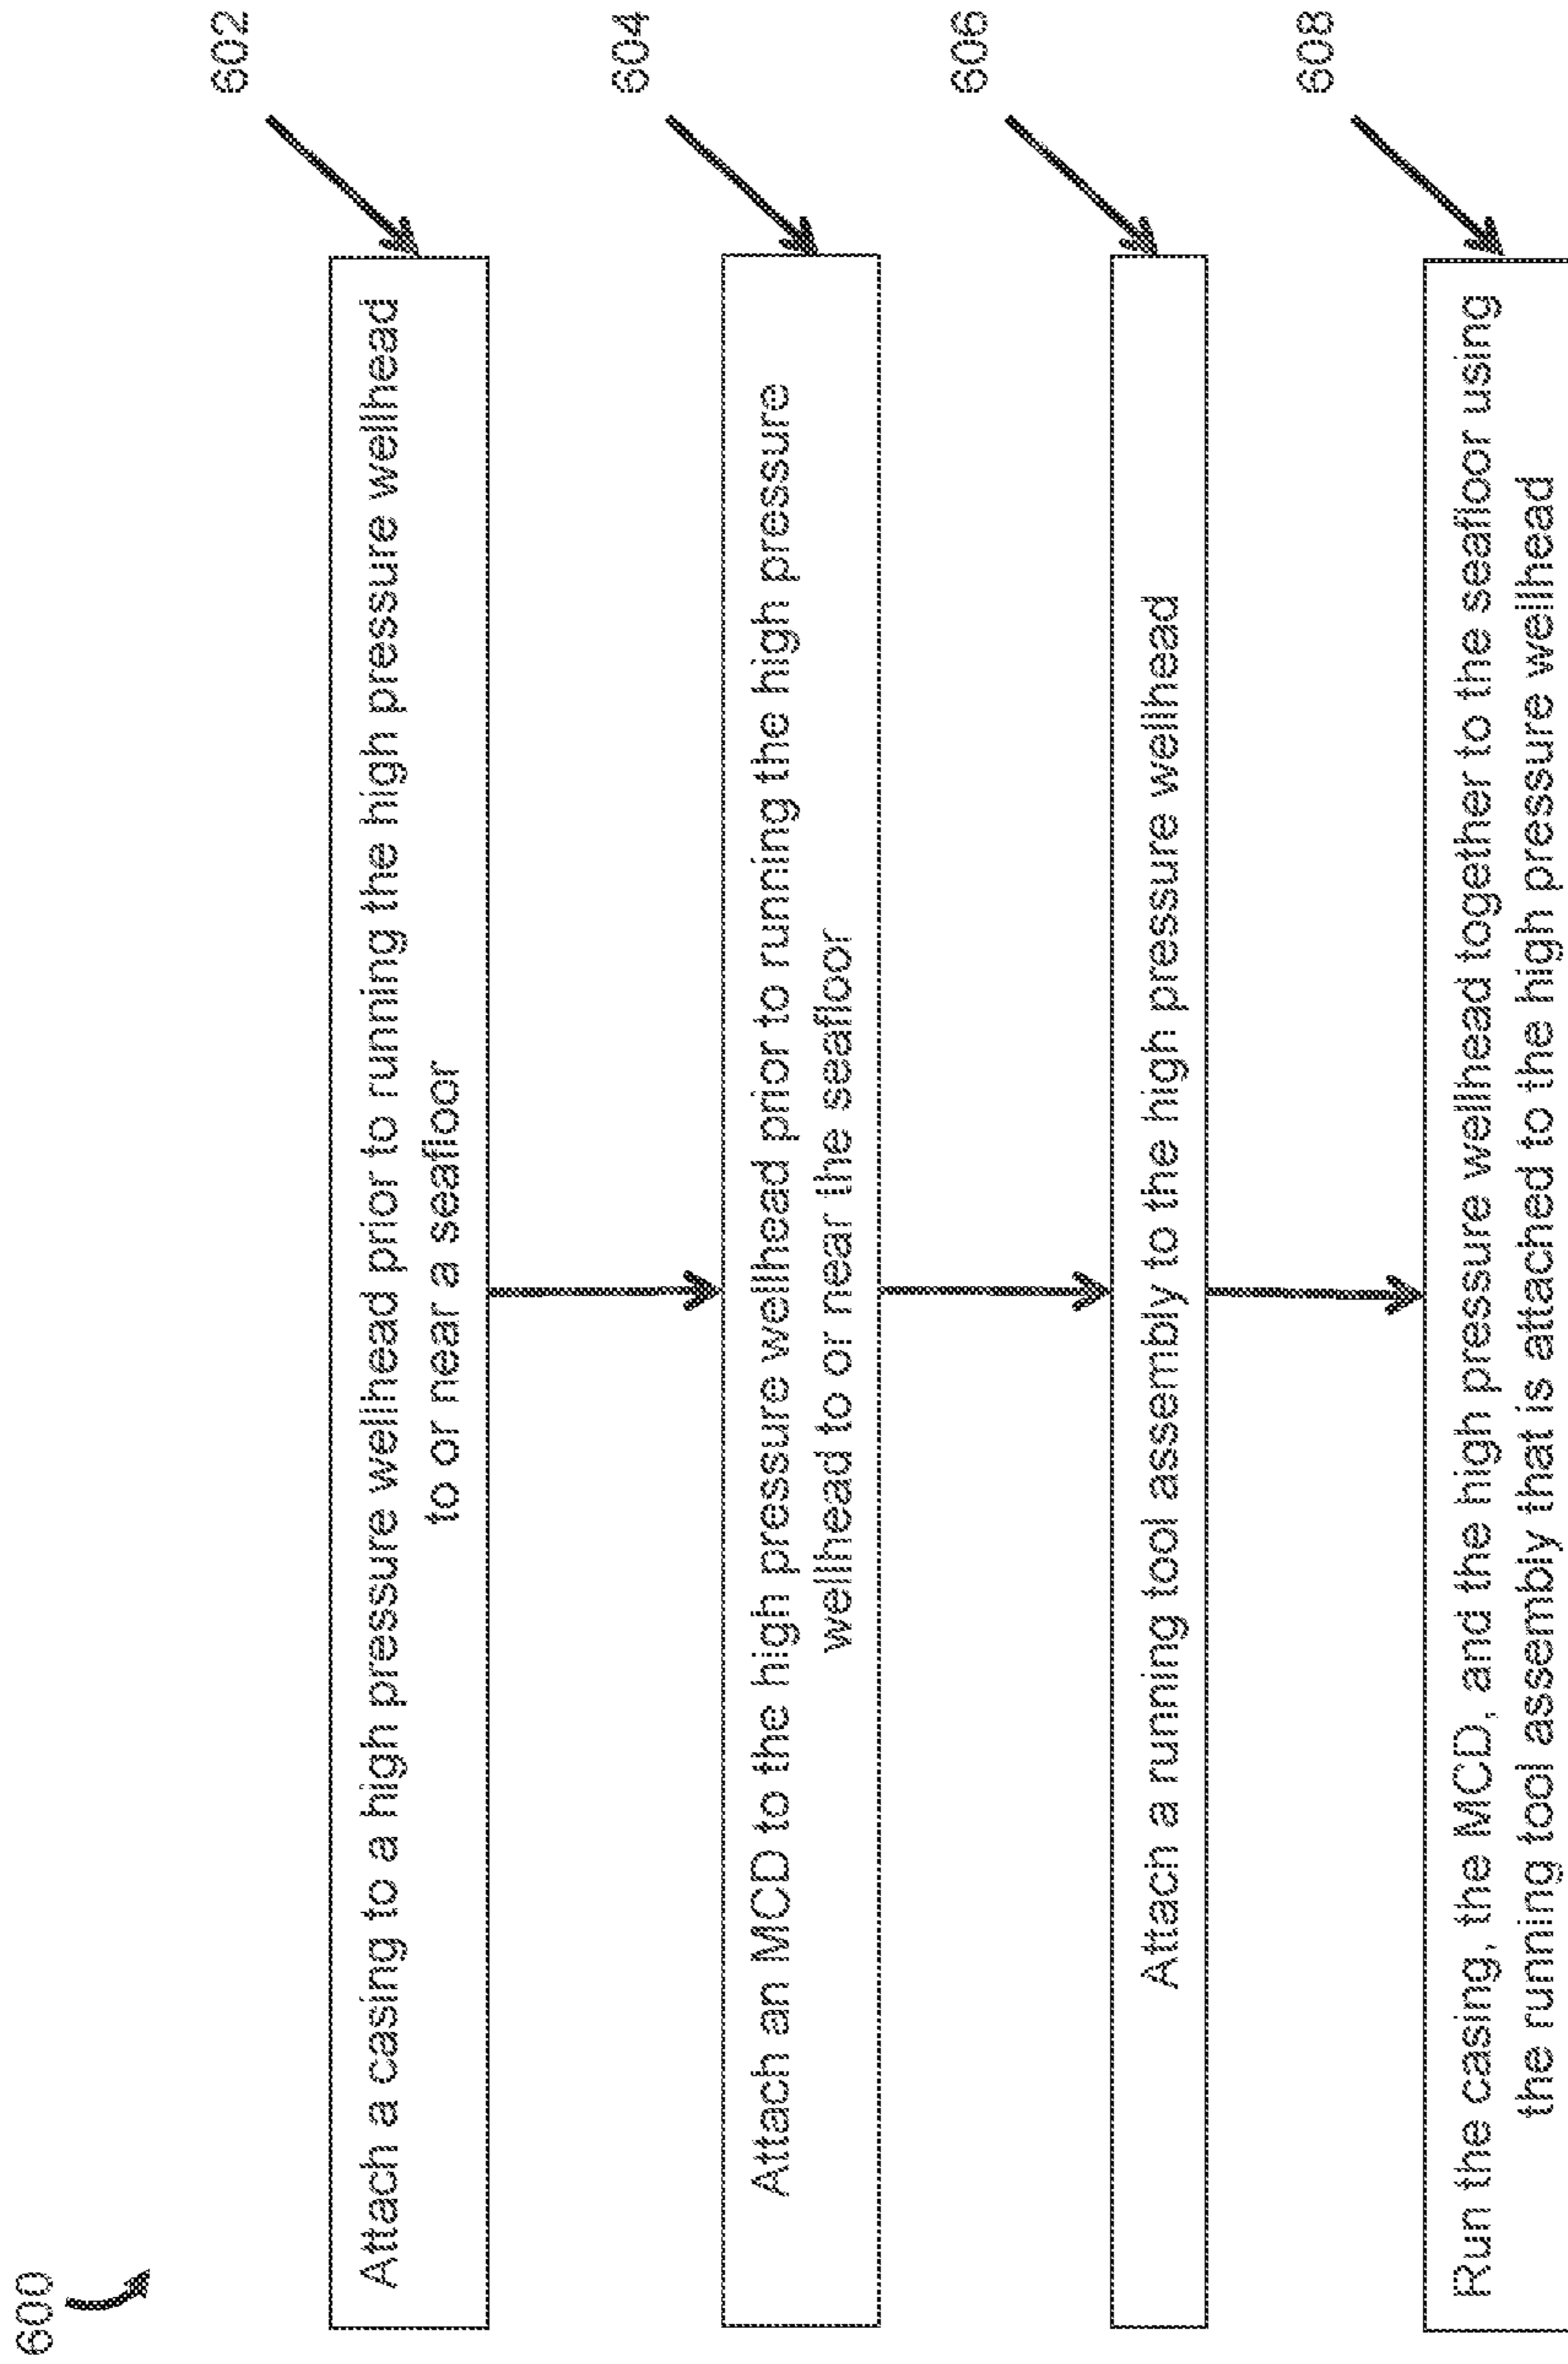 600
602
Attach a casing to a high pressure wellhead prior to running the high pressure wellhead
to or near a seafloor
604
Attach an MCD to the high pressure wellhead prior to running the high pressure
wellhead to or near the seafloor
606
Attach a running tool assembly to the high pressure wellhead
608
Run the casing, the MCD, and the high pressure wellhead together to the seafloor using
the running tool assembly that is attached to the high pressure wellhead